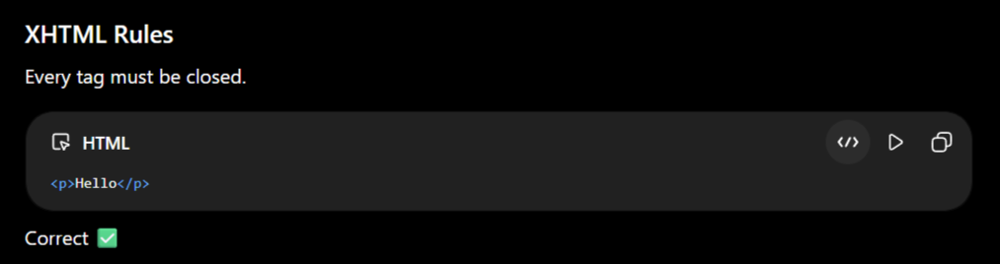 XHTML Rules
Every tag must be closed.
HTML
<p>Hello</p>
Correct ✅